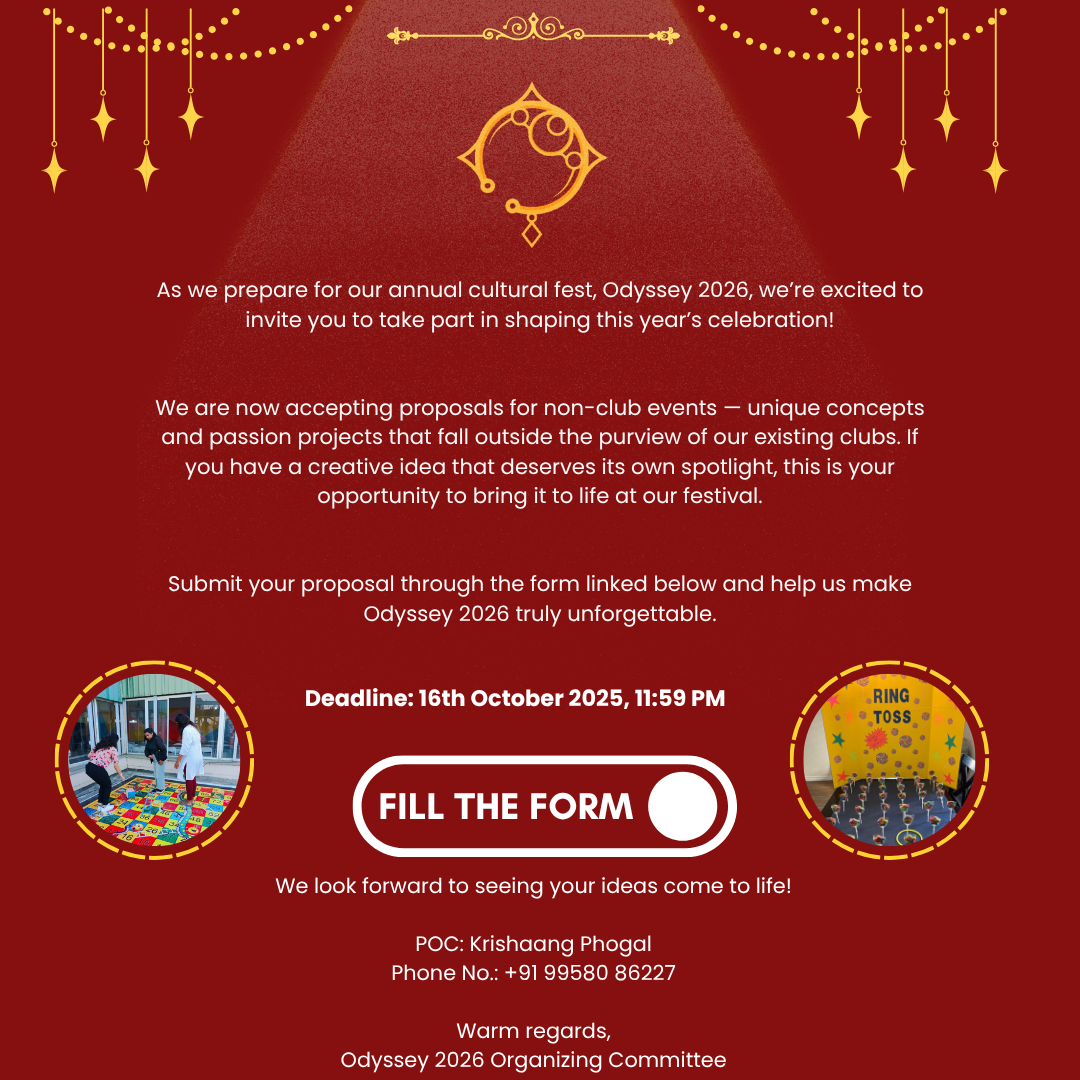 As we prepare for our annual cultural fest, Odyssey 2026, we’re excited to
invite you to take part in shaping this year’s celebration!
We are now accepting proposals for non-club events — unique concepts
and passion projects that fall outside the purview of our existing clubs. If
you have a creative idea that deserves its own spotlight, this is your
opportunity to bring it to life at our festival.
Submit your proposal through the form linked below and help us make
Odyssey 2026 truly unforgettable.
Deadline: 16th October 2025, 11:59 PM
RING
TOSS
FILL THE FORM
We look forward to seeing your ideas come to life!
POC: Krishaang Phogal
Phone No.: +91 99580 86227
Warm regards,
Odyssey 2026 Organizing Committee